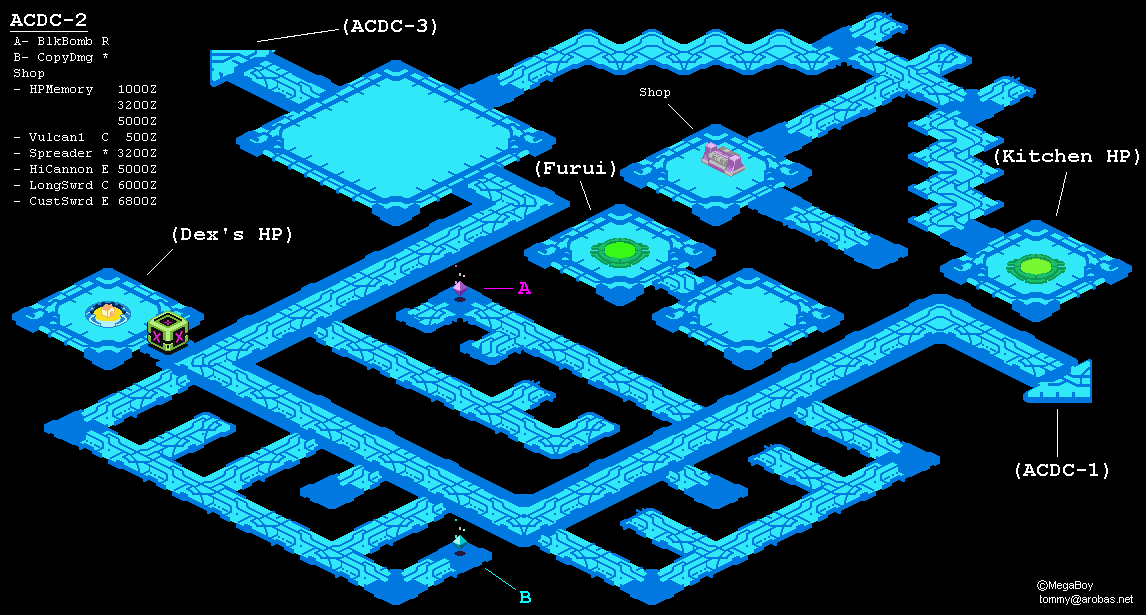 ACDC-2
A- BlkBomb R
B- CopyDmg *
Shop
- HPMemory 1000Z
3200Z
5000Z
- Vulcan1 C 500Z
- Spreader * 3200Z
- HiCannon E 5000Z
- LongSwrd C 6000Z
- CustSwrd E 6800Z
(ACDC-3)
Shop
(Furui)
(Kitchen HP)
(Dex's HP)
A
(ACDC-1)
B
©MegaBoy
tommy@arobas.net